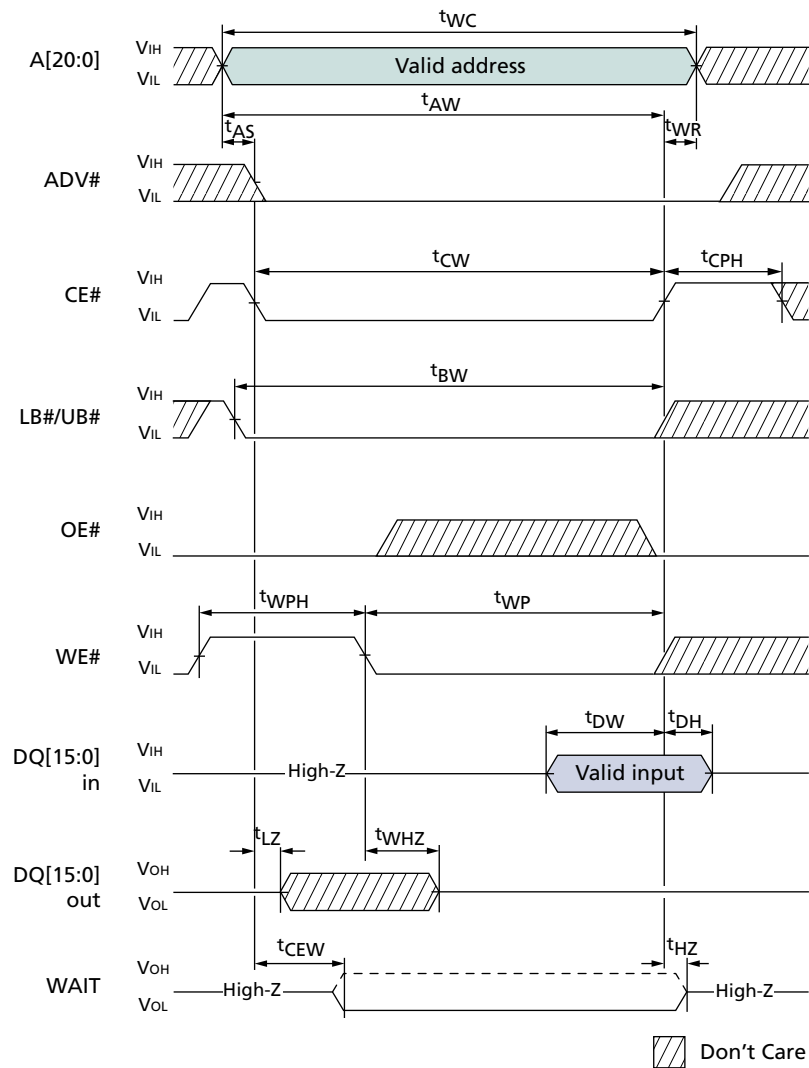 tWC
A[20:0] VIH VIL Valid address
tAW
tAS tWR
ADV# VIH VIL
tCW tCPH
CE# VIH VIL
tBW
LB#/UB# VIH VIL
OE# VIH VIL
tWPH tWP
WE# VIH VIL
tDW tDH
DQ[15:0] in VIH VIL High-Z Valid input
tLZ tWHZ
DQ[15:0] out VOH VOL
tCEW tHZ
WAIT VOH VOL High-Z High-Z
Don't Care